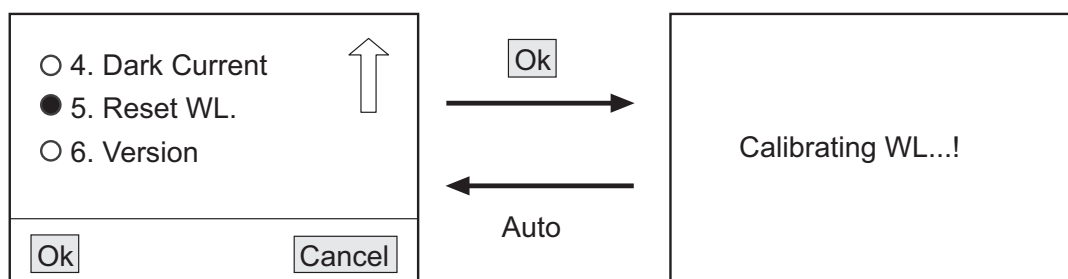 4. Dark Current
5. Reset WL.
6. Version
Ok Cancel
Ok
Auto
Calibrating WL...!